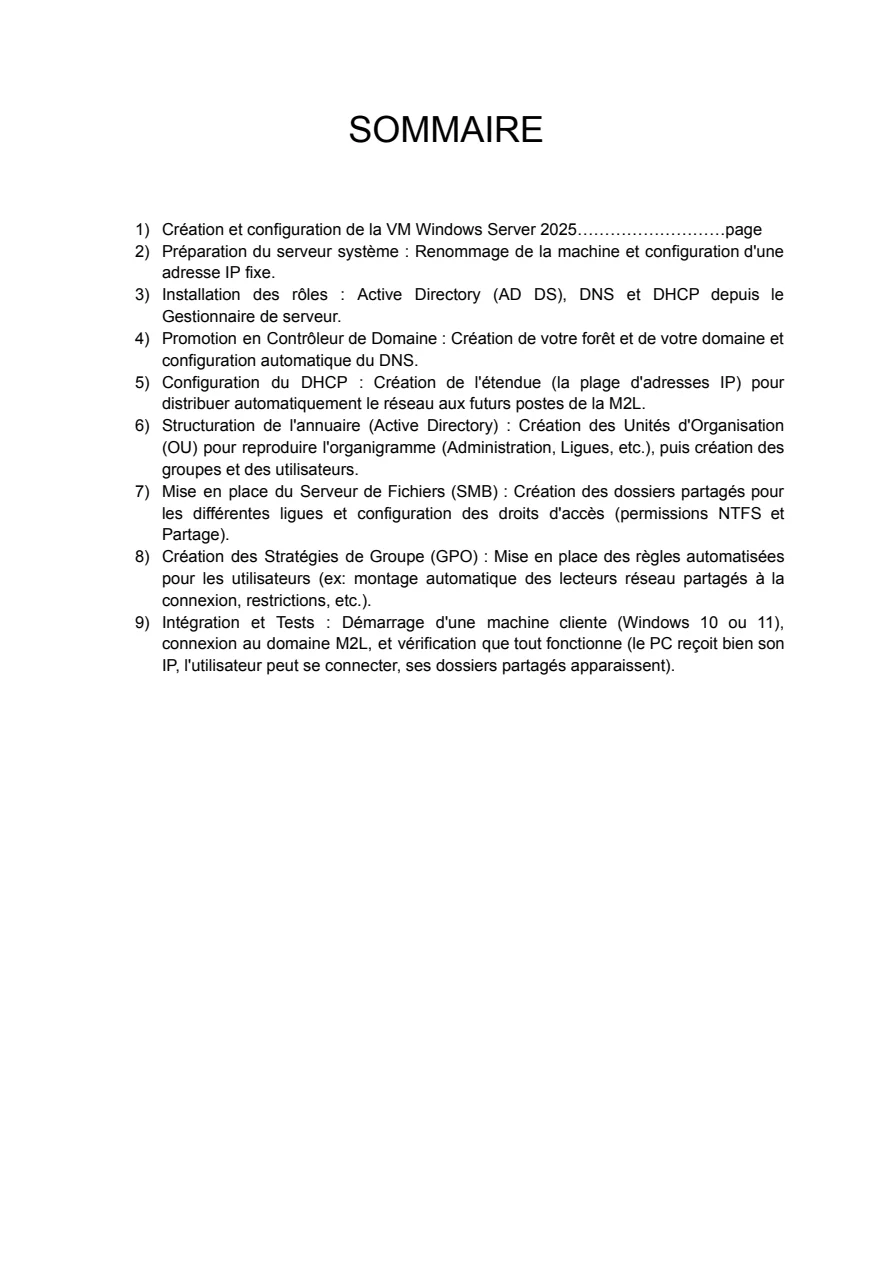 SOMMAIRE
1) Création et configuration de la VM Windows Server 2025………………………page
2) Préparation du serveur système : Renommage de la machine et configuration d'une
adresse IP fixe.
3) Installation des rôles : Active Directory (AD DS), DNS et DHCP depuis le
Gestionnaire de serveur.
4) Promotion en Contrôleur de Domaine : Création de votre forêt et de votre domaine et
configuration automatique du DNS.
5) Configuration du DHCP : Création de l'étendue (la plage d'adresses IP) pour
distribuer automatiquement le réseau aux futurs postes de la M2L.
6) Structuration de l'annuaire (Active Directory) : Création des Unités d'Organisation
(OU) pour reproduire l'organigramme (Administration, Ligues, etc.), puis création des
groupes et des utilisateurs.
7) Mise en place du Serveur de Fichiers (SMB) : Création des dossiers partagés pour
les différentes ligues et configuration des droits d'accès (permissions NTFS et
Partage).
8) Création des Stratégies de Groupe (GPO) : Mise en place des règles automatisées
pour les utilisateurs (ex: montage automatique des lecteurs réseau partagés à la
connexion, restrictions, etc.).
9) Intégration et Tests : Démarrage d'une machine cliente (Windows 10 ou 11),
connexion au domaine M2L, et vérification que tout fonctionne (le PC reçoit bien son
IP, l'utilisateur peut se connecter, ses dossiers partagés apparaissent).